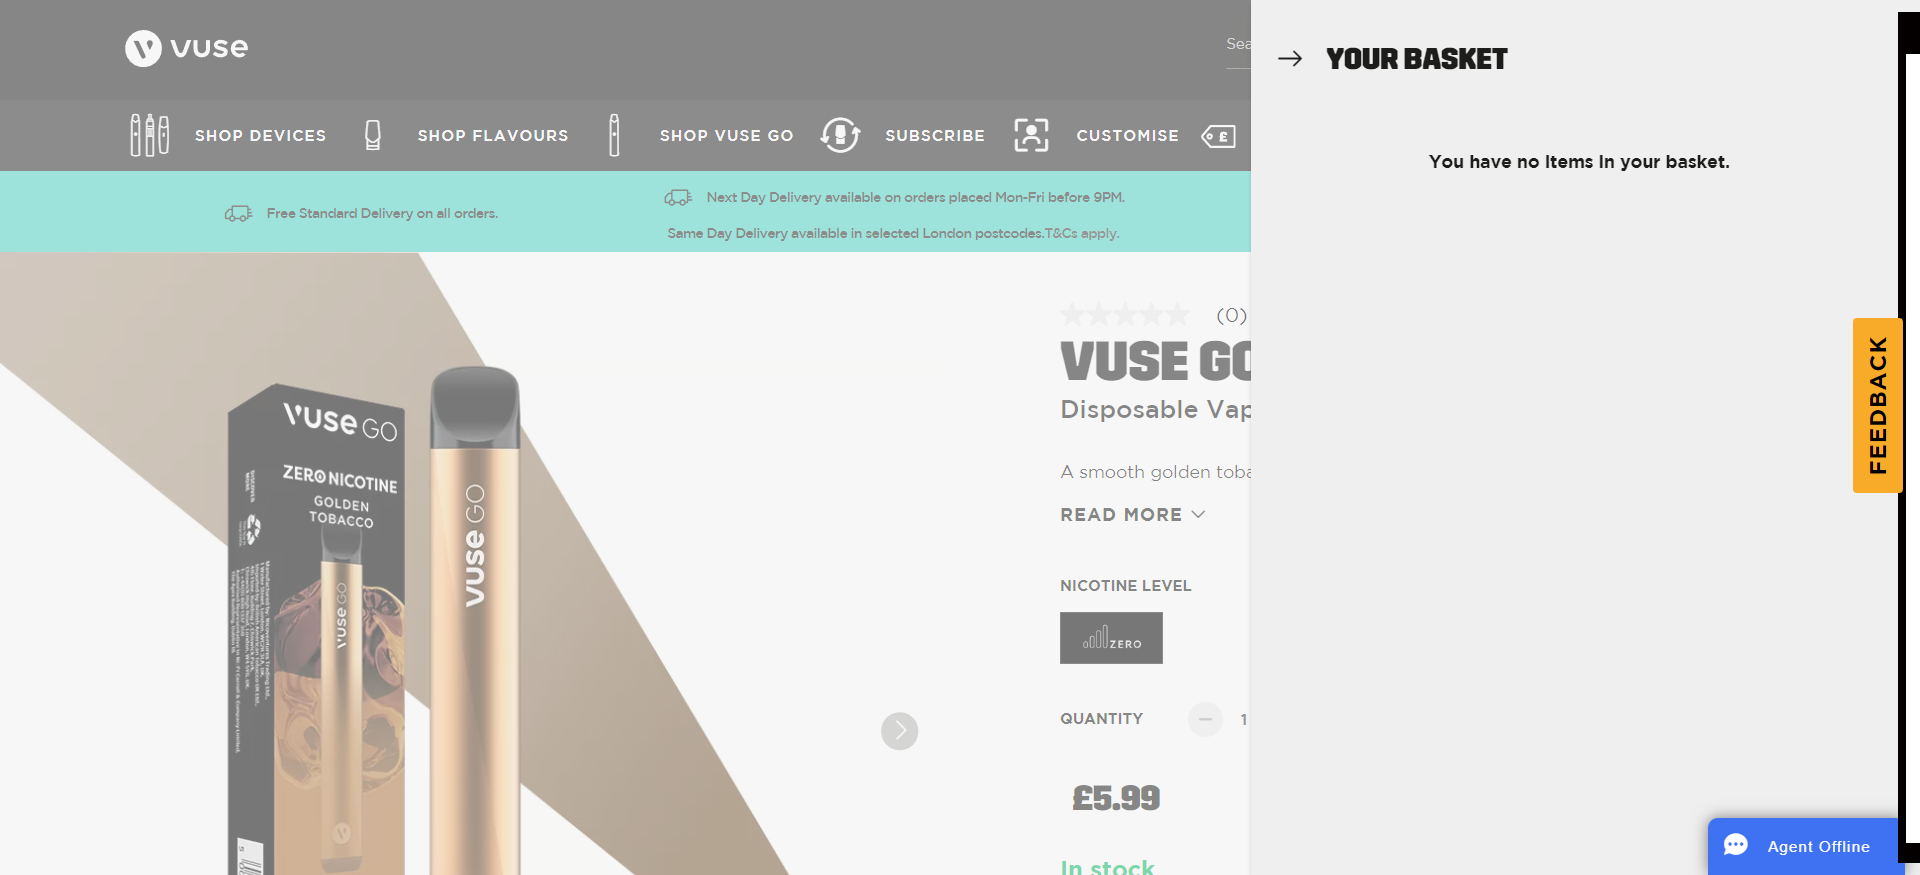 vuse
Sea
SHOP DEVICES
SHOP FLAVOURS
SHOP VUSE GO
SUBSCRIBE
CUSTOMISE
£
Free Standard Delivery on all orders.
Next Day Delivery available on orders placed Mon-Fri before 9PM.
Same Day Delivery available in selected London postcodes.T&Cs apply.
vuse GO
ZERO NICOTINE
GOLDEN
TOBACCO
DISCOVER
MORE
vuse GO
vuse GO
(0)
VUSE GO
Disposable Vap
A smooth golden toba
READ MORE
NICOTINE LEVEL
ZERO
QUANTITY
− 1
£5.99
In stock
YOUR BASKET
You have no Items In your basket.
FEEDBACK
Agent Offline